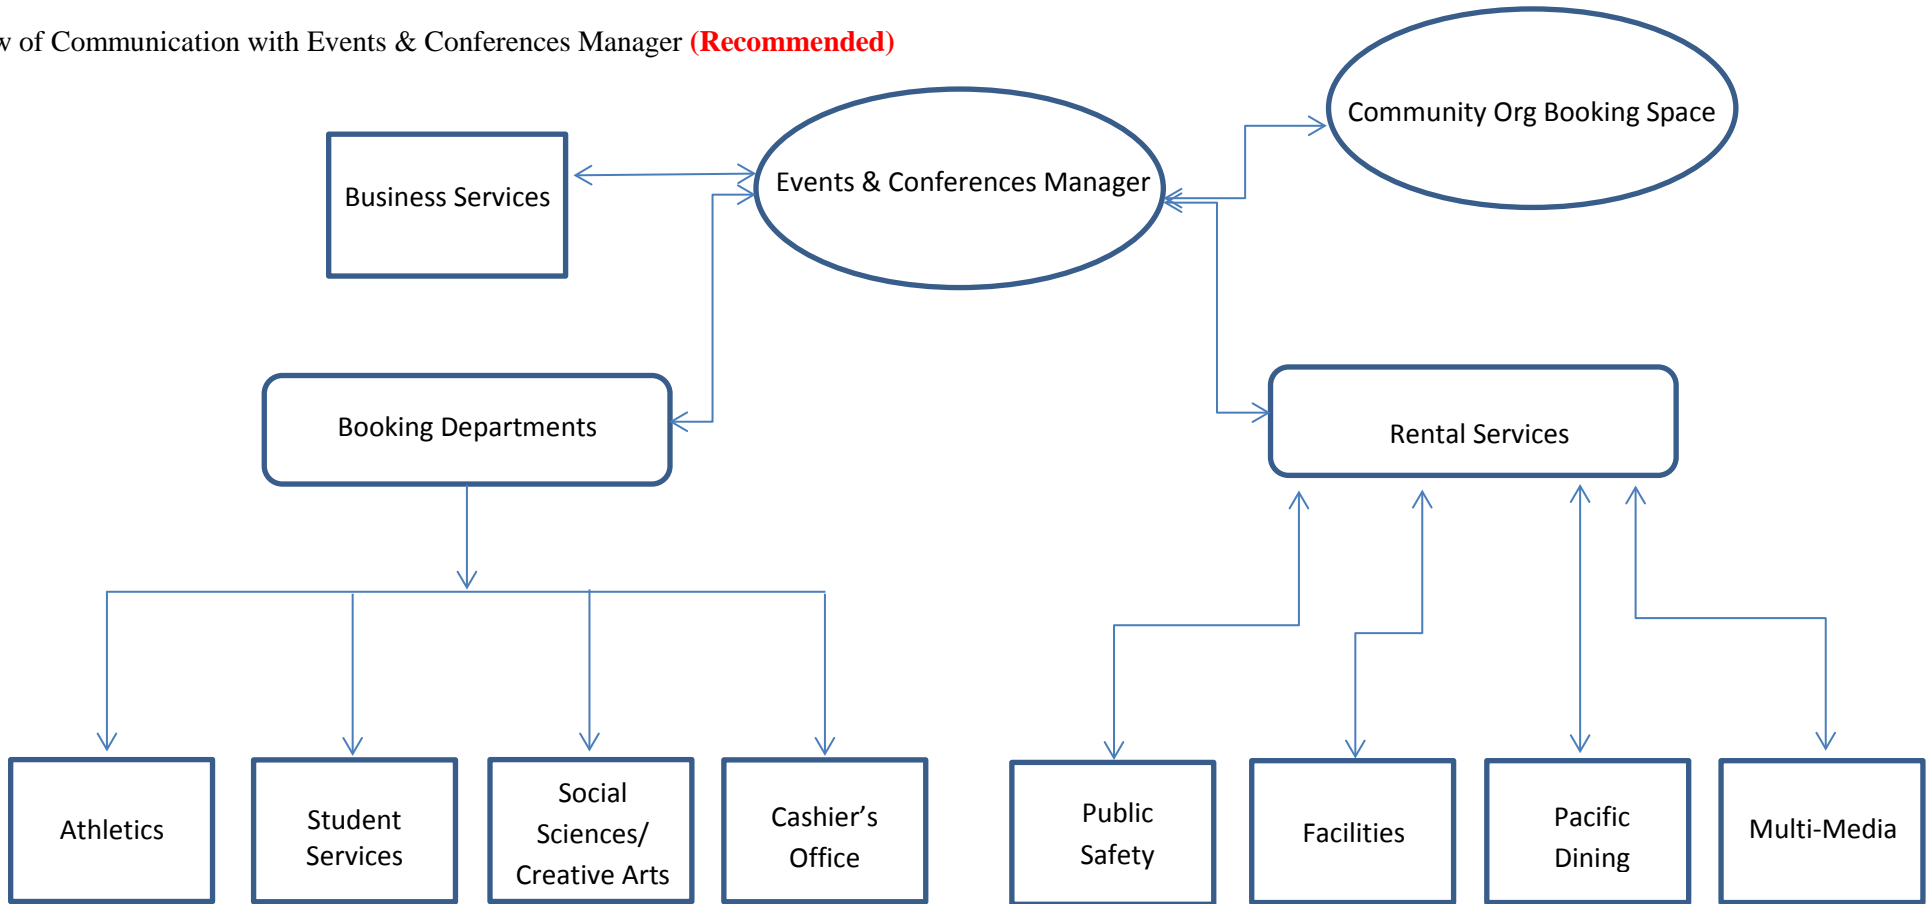 of Communication with Events & Conferences Manager (Recommended)
Community Org Booking Space
Events & Conferences Manager
Business Services
Booking Departments
Rental Services
Athletics
Student
Services
Social
Sciences/
Creative Arts
Cashier’s
Office
Public
Safety
Facilities
Pacific
Dining
Multi-Media